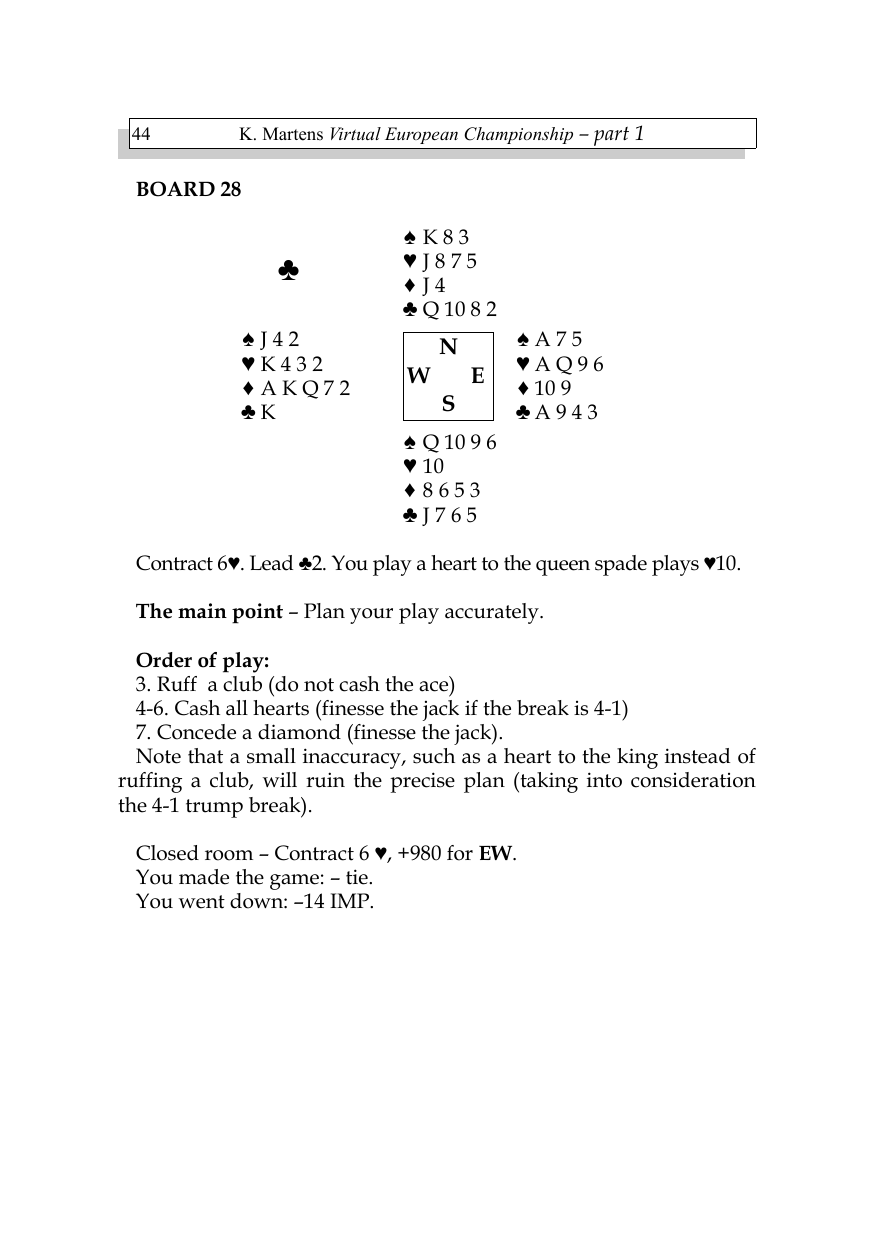 44 K. Martens Virtual European Championship – part 1
BOARD 28
♣
♠ K 8 3
♥ J 8 7 5
♦ J 4
♣ Q 10 8 2
♠ J 4 2
♥ K 4 3 2
♦ A K Q 7 2
♣ K
N
W E
S
♠ A 7 5
♥ A Q 9 6
♦ 10 9
♣ A 9 4 3
♠ Q 10 9 6
♥ 10
♦ 8 6 5 3
♣ J 7 6 5
Contract 6♥. Lead ♣2. You play a heart to the queen spade plays ♥10.
The main point – Plan your play accurately.
Order of play:
3. Ruff a club (do not cash the ace)
4-6. Cash all hearts (finesse the jack if the break is 4-1)
7. Concede a diamond (finesse the jack).
Note that a small inaccuracy, such as a heart to the king instead of
ruffing a club, will ruin the precise plan (taking into consideration
the 4-1 trump break).
Closed room – Contract 6 ♥, +980 for EW.
You made the game: – tie.
You went down: –14 IMP.